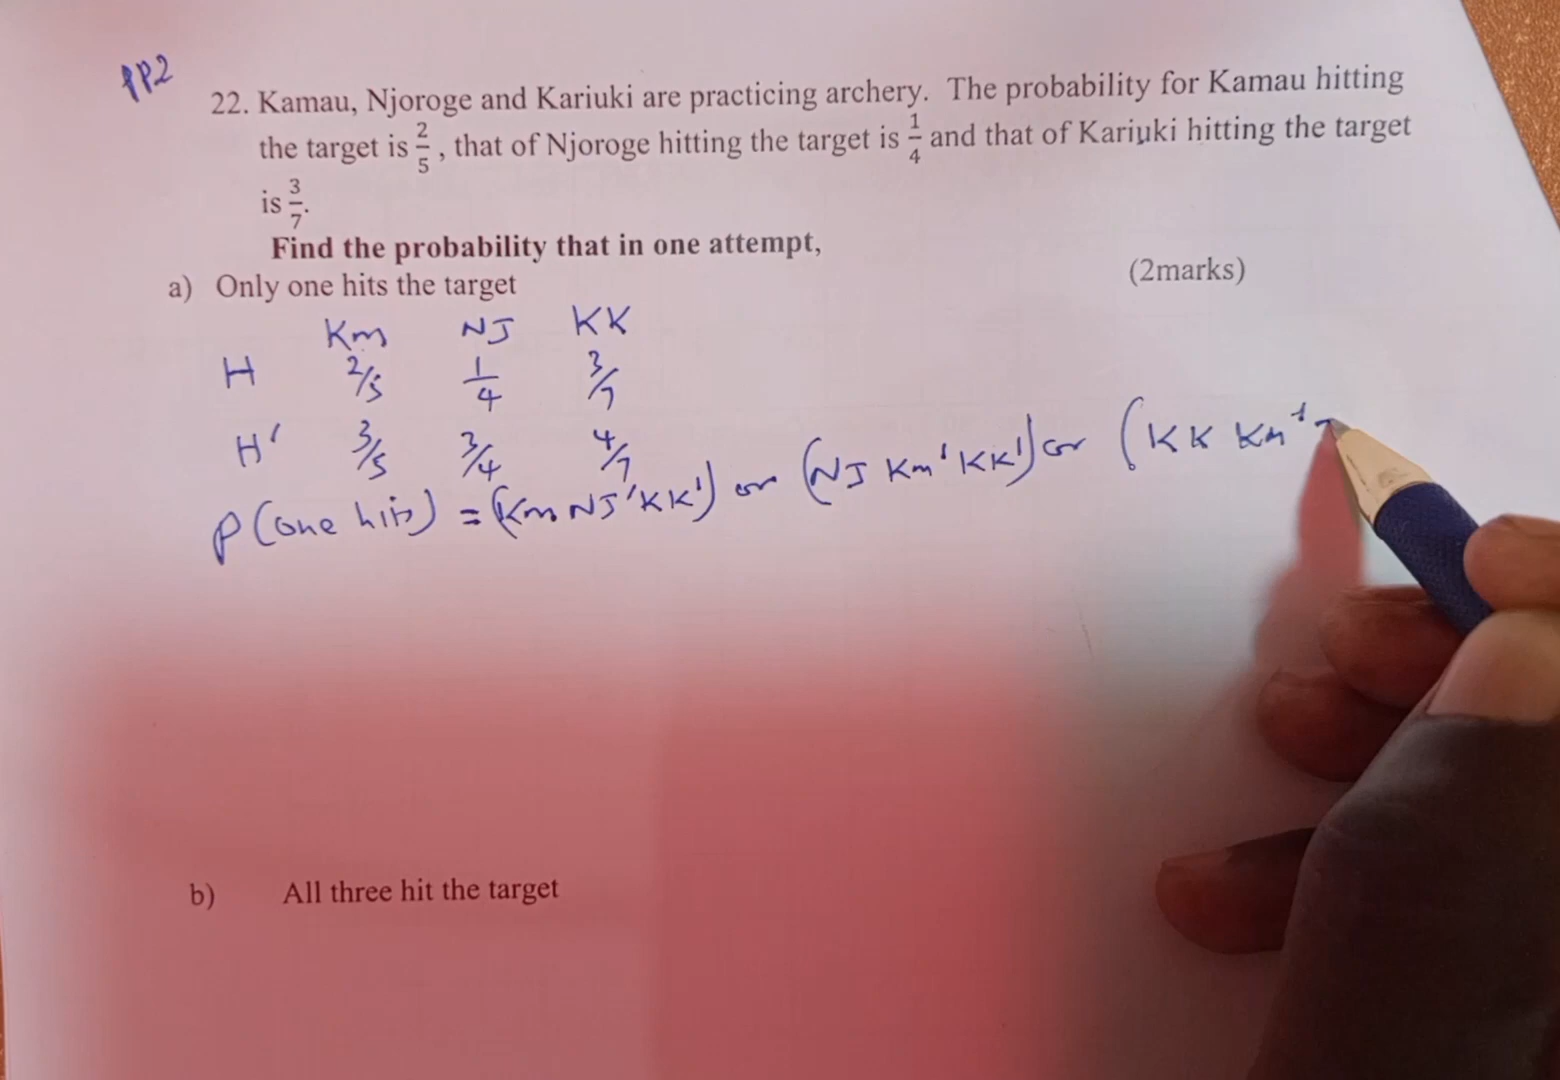 PP2
22. Kamau, Njoroge and Kariuki are practicing archery. The probability for Kamau hitting
the target is 2/5, that of Njoroge hitting the target is 1/4 and that of Kariuki hitting the target
is 3/7.
Find the probability that in one attempt,
a) Only one hits the target (2marks)
Km NJ KK
H 2/5 1/4 3/7
H' 3/5 3/4 4/7
P(one hits) = (Km NJ' KK') or (NJ Km' KK') or (KK Km'
b) All three hit the target